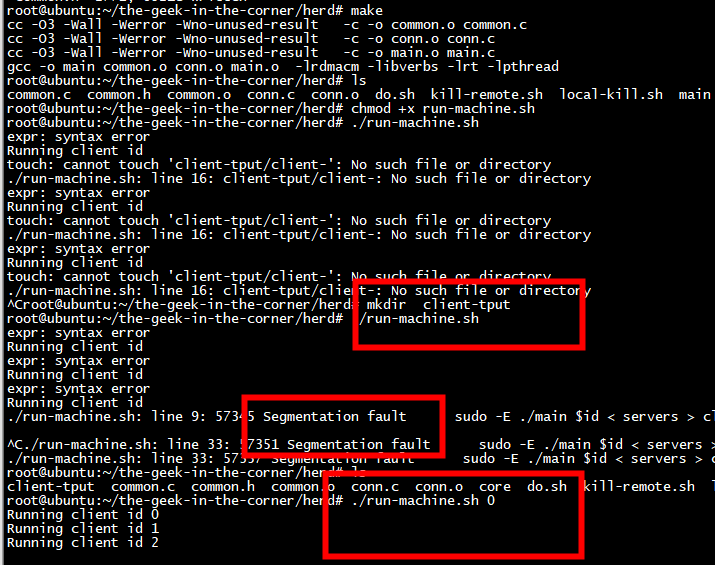 root@ubuntu:~/the-geek-in-the-corner/herd# make
cc -O3 -Wall -Werror -Wno-unused-result   -c -o common.o common.c
cc -O3 -Wall -Werror -Wno-unused-result   -c -o conn.o conn.c
cc -O3 -Wall -Werror -Wno-unused-result   -c -o main.o main.c
gcc -o main common.o conn.o main.o  -lrdmacm -libverbs -lrt -lpthread
root@ubuntu:~/the-geek-in-the-corner/herd# ls
common.c  common.h  common.o  conn.c  conn.o  do.sh  kill-remote.sh  local-kill.sh  main
root@ubuntu:~/the-geek-in-the-corner/herd# chmod +x run-machine.sh
root@ubuntu:~/the-geek-in-the-corner/herd# ./run-machine.sh
expr: syntax error
Running client id
touch: cannot touch 'client-tput/client-': No such file or directory
./run-machine.sh: line 16: client-tput/client-: No such file or directory
expr: syntax error
Running client id
touch: cannot touch 'client-tput/client-': No such file or directory
./run-machine.sh: line 16: client-tput/client-: No such file or directory
expr: syntax error
Running client id
touch: cannot touch 'client-tput/client-': No such file or directory
./run-machine.sh: line 16: client-tput/client-: No such file or directory
^Croot@ubuntu:~/the-geek-in-the-corner/herd# mkdir  client-tput
root@ubuntu:~/the-geek-in-the-corner/herd# ./run-machine.sh
expr: syntax error
Running client id
expr: syntax error
Running client id
expr: syntax error
Running client id
./run-machine.sh: line 9: 57345 Segmentation fault      sudo -E ./main $id < servers > cl
^C./run-machine.sh: line 33: 57351 Segmentation fault      sudo -E ./main $id < servers >
./run-machine.sh: line 33: 57357 Segmentation fault      sudo -E ./main $id < servers > c
root@ubuntu:~/the-geek-in-the-corner/herd# ls
client-tput  common.c  common.h  common.o  conn.c  conn.o  core  do.sh  kill-remote.sh  l
root@ubuntu:~/the-geek-in-the-corner/herd# ./run-machine.sh 0
Running client id 0
Running client id 1
Running client id 2